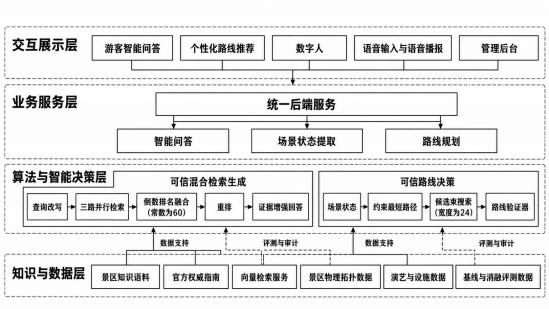 交互展示层
游客智能问答
个性化路线推荐
数字人
语音输入与语音播报
管理后台
业务服务层
统一后端服务
智能问答
场景状态提取
路线规划
算法与智能决策层
可信混合检索生成
查询改写
三路并行检索
倒数排名融合
(常数为60)
重排
证据增强回答
可信路线决策
场景状态
约束最短路径
候选束搜索
(宽度为24)
路线验证器
数据支持
评测与审计
数据支持
评测与审计
知识与数据层
景区知识语料
官方权威指南
向量检索服务
景区物理拓扑数据
演艺与设施数据
基线与消融评测数据